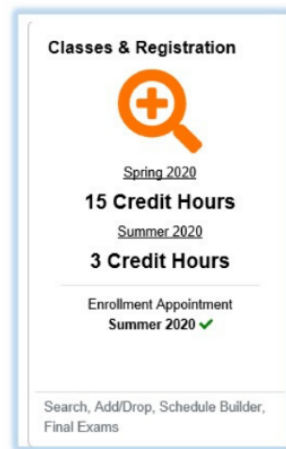 Classes & Registration
Spring 2020
15 Credit Hours
Summer 2020
3 Credit Hours
Enrollment Appointment
Summer 2020
Search, Add/Drop, Schedule Builder,
Final Exams